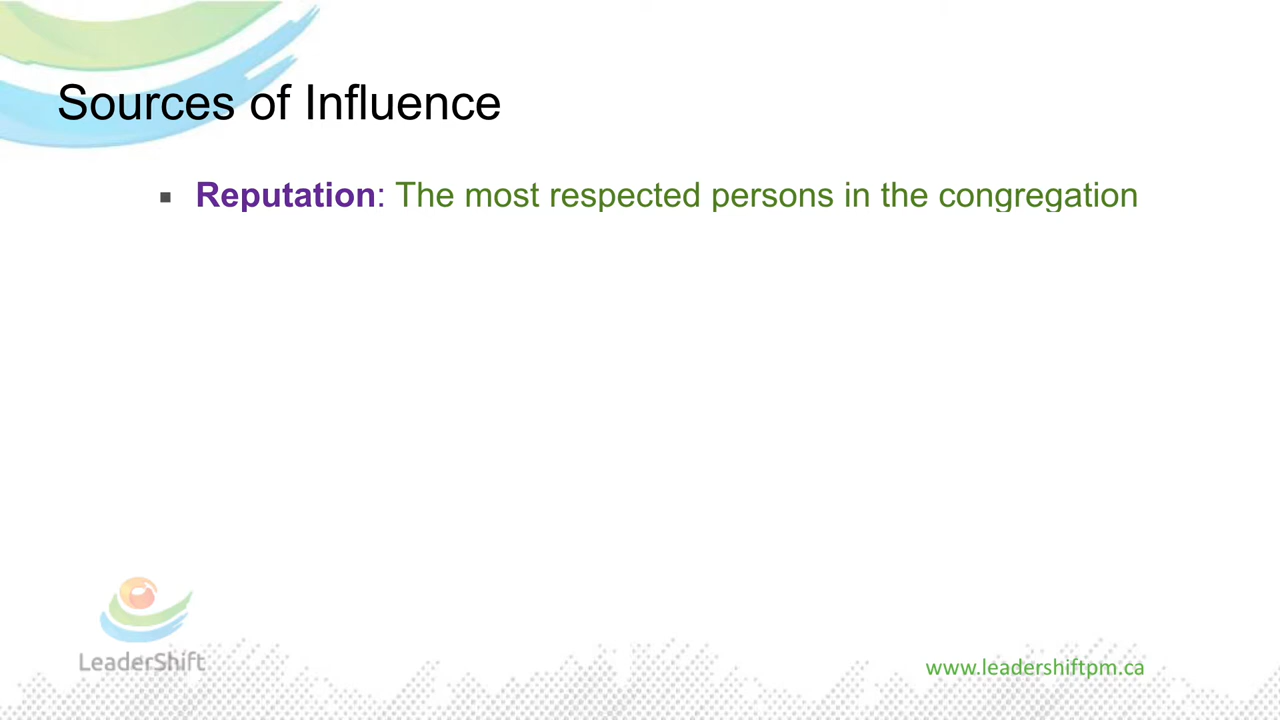 Sources of Influence
▪ Reputation: The most respected persons in the congregation
LeaderShift
www.leadershiftpm.ca